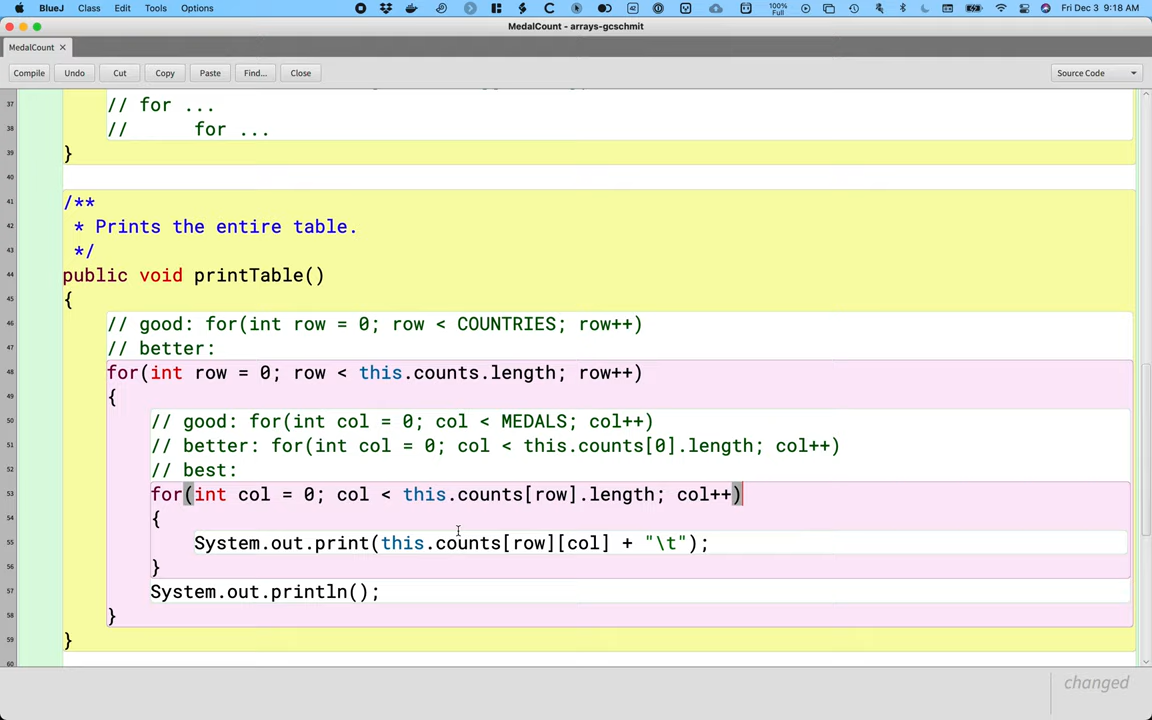 BlueJ Class Edit Tools Options 42 100% Full Fri Dec 3 9:18 AM
MedalCount - arrays-gcschmit
MedalCount ×
Compile Undo Cut Copy Paste Find... Close Source Code
37 // for ...
38 // for ...
39 }
40
41 /**
42 * Prints the entire table.
43 */
44 public void printTable()
45 {
46 // good: for(int row = 0; row < COUNTRIES; row++)
47 // better:
48 for(int row = 0; row < this.counts.length; row++)
49 {
50 // good: for(int col = 0; col < MEDALS; col++)
51 // better: for(int col = 0; col < this.counts[0].length; col++)
52 // best:
53 for(int col = 0; col < this.counts[row].length; col++)
54 {
55 System.out.print(this.counts[row][col] + "\t");
56 }
57 System.out.println();
58 }
59 }
60
changed